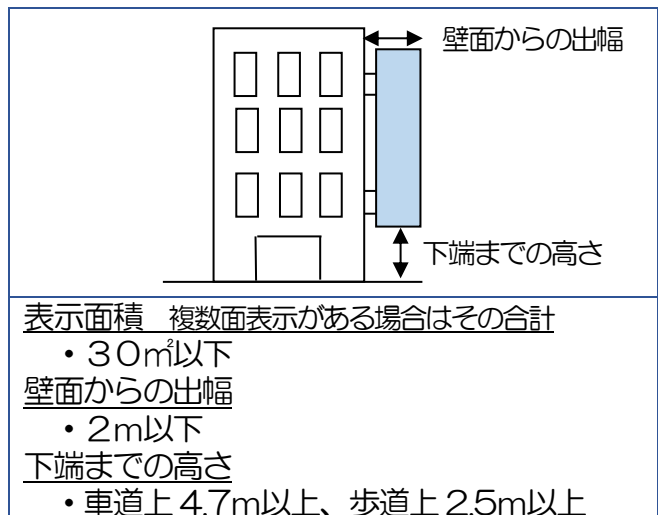 壁面からの出幅
下端までの高さ
表示面積　複数面表示がある場合はその合計
・３０㎡以下
壁面からの出幅
・２ｍ以下
下端までの高さ
・車道上 4.7ｍ以上、歩道上 2.5ｍ以上